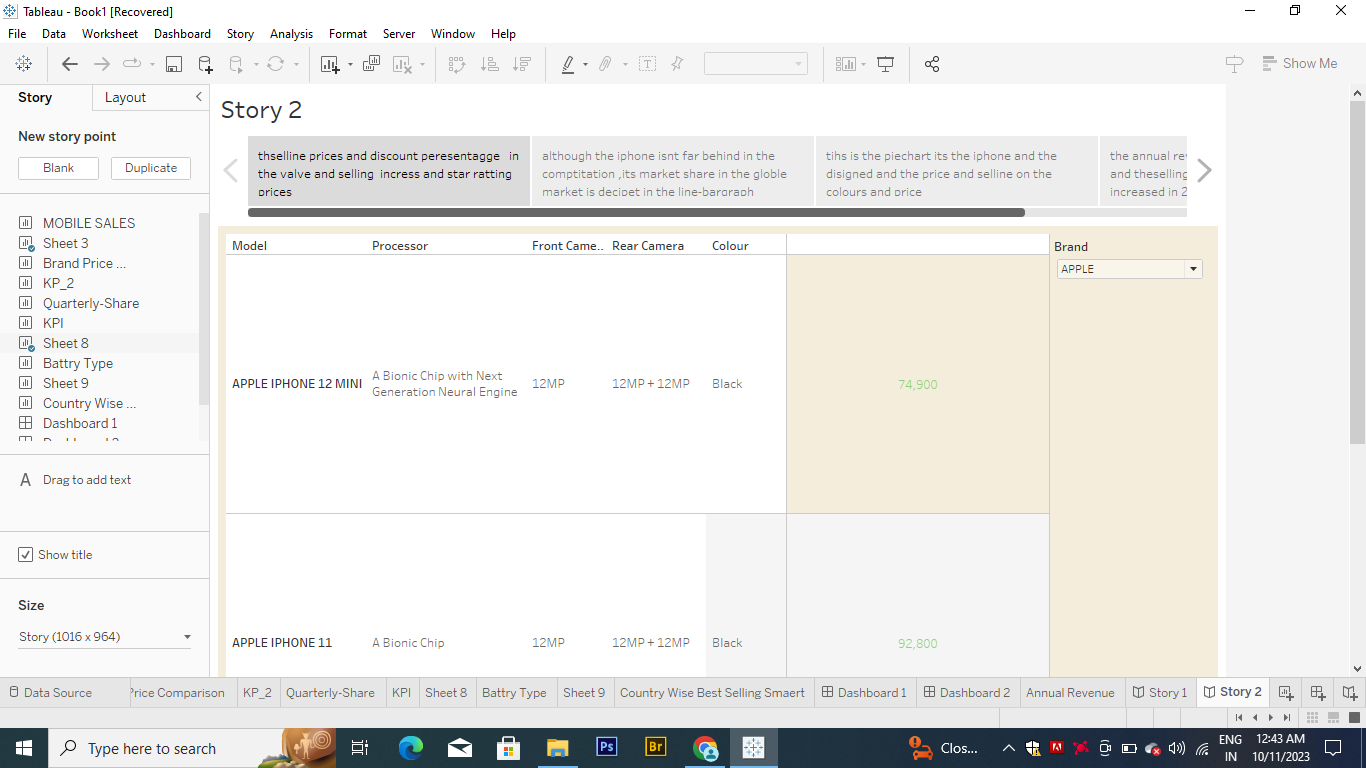 Tableau - Book1 [Recovered]
File Data Worksheet Dashboard Story Analysis Format Server Window Help
Show Me
Story Layout
New story point
Blank Duplicate
MOBILE SALES
Sheet 3
Brand Price ...
KP_2
Quarterly-Share
KPI
Sheet 8
Battry Type
Sheet 9
Country Wise ...
Dashboard 1
A Drag to add text
Show title
Size
Story (1016 x 964)
Story 2
thselline prices and discount peresentagge in
the valve and selling incress and star ratting
prices
although the iphone isnt far behind in the
comptitation ,its market share in the globle
market is decipet in the line-bargraph
tihs is the piechart its the iphone and the
disigned and the price and selline on the
colours and price
the annual
and theselling
increased in
Model Processor Front Came.. Rear Camera Colour
APPLE IPHONE 12 MINI A Bionic Chip with Next
Generation Neural Engine 12MP 12MP + 12MP Black 74,900
APPLE IPHONE 11 A Bionic Chip 12MP 12MP + 12MP Black 92,800
Brand
APPLE
Data Source Price Comparison KP_2 Quarterly-Share KPI Sheet 8 Battry Type Sheet 9 Country Wise Best Selling Smaert Dashboard 1 Dashboard 2 Annual Revenue Story 1 Story 2
Type here to search
Ps
Br
Clos...
ENG
IN
12:43 AM
10/11/2023